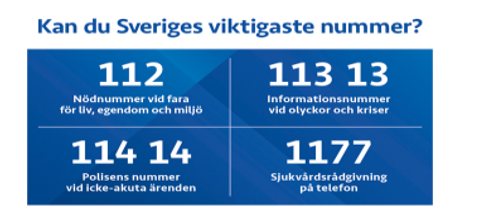 Kan du Sveriges viktigaste nummer?
112
Nödnummer vid fara
för liv, egendom och miljö
113 13
Informationsnummer
vid olyckor och kriser
114 14
Polisens nummer
vid icke-akuta ärenden
1177
Sjukvårdsrådgivning
på telefon